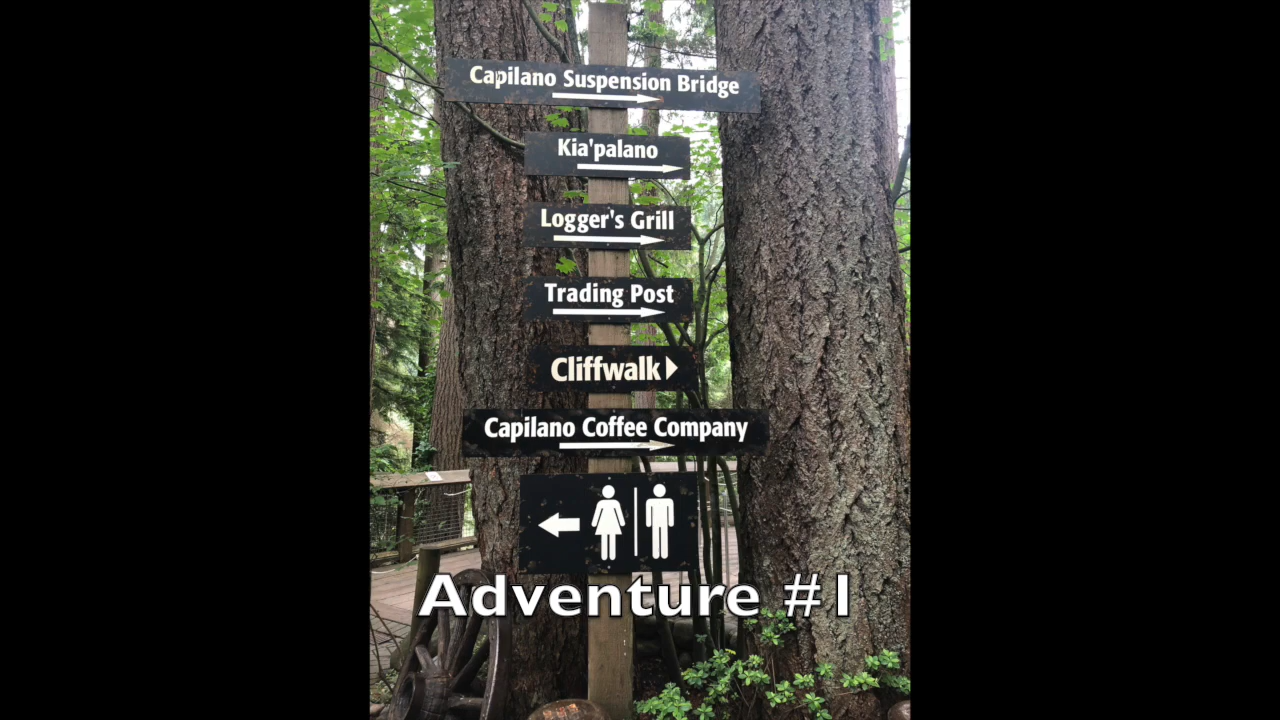 Capilano Suspension Bridge
Kia'palano
Logger's Grill
Trading Post
Cliffwalk
Capilano Coffee Company
Adventure #1